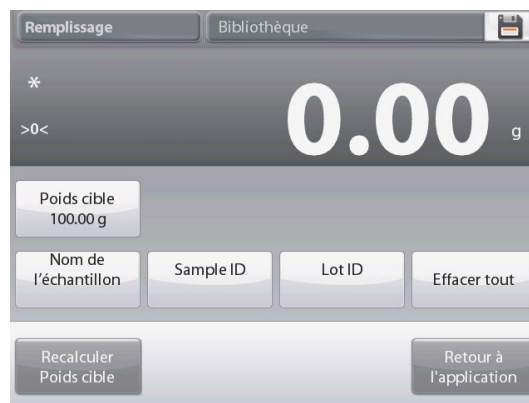 Remplissage
Bibliothèque
*
>0<
0.00 g
Poids cible
100.00 g
Nom de
l'échantillon
Sample ID
Lot ID
Effacer tout
Recalculer
Poids cible
Retour à
l'application